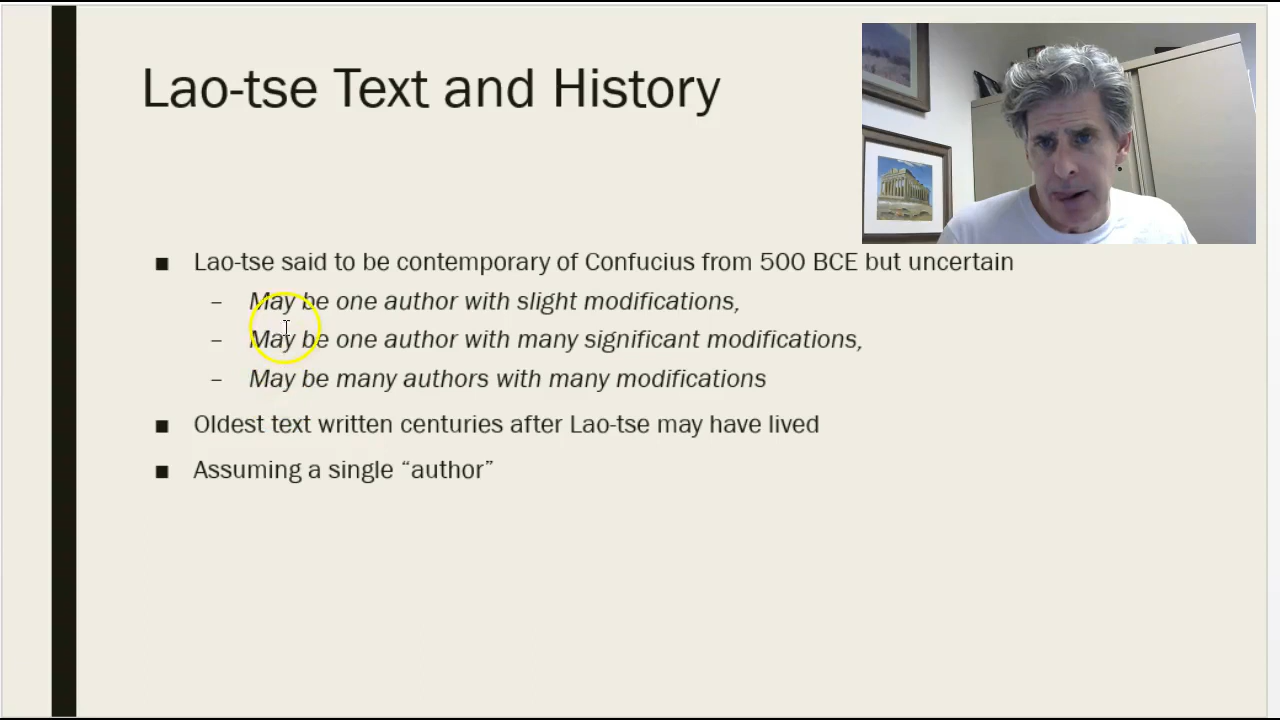 Lao-tse Text and History
■ Lao-tse said to be contemporary of Confucius from 500 BCE but uncertain
– May be one author with slight modifications,
– May be one author with many significant modifications,
– May be many authors with many modifications
■ Oldest text written centuries after Lao-tse may have lived
■ Assuming a single “author”